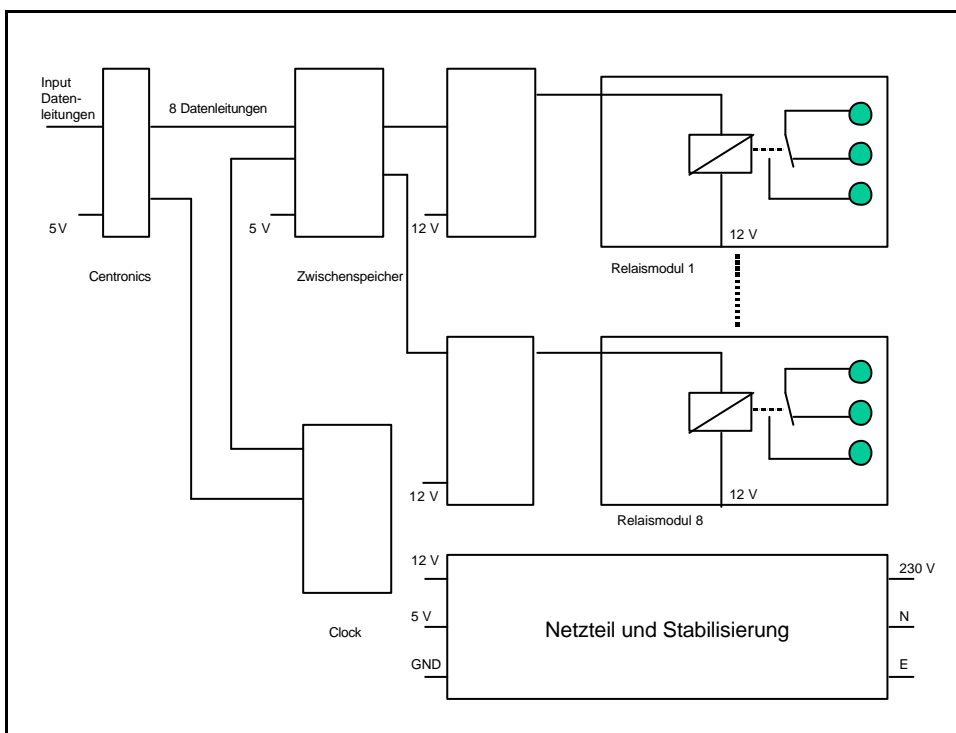 Input
Daten-
leitungen
8 Datenleitungen
5 V
5 V
12 V
12 V
Centronics
Zwischenspeicher
Relaismodul 1
12 V
12 V
Relaismodul 8
Clock
12 V
230 V
5 V
Netzteil und Stabilisierung
N
GND
E